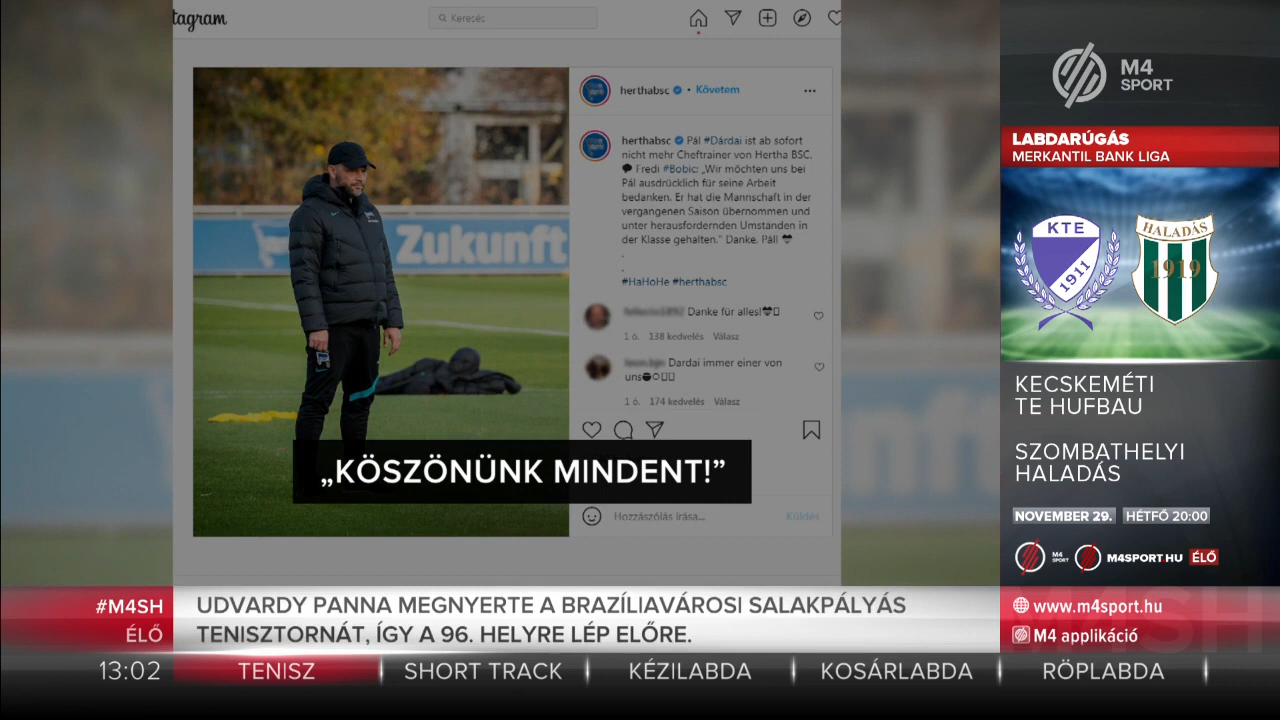 tagram
Keresés
herthabsc • Követem
herthabsc Pál #Dárdai ist ab sofort
nicht mehr Cheftrainer von Hertha BSC.
Fredi #Bobic: „Wir möchten uns bei
Pál ausdrücklich für seine Arbeit
bedanken. Er hat die Mannschaft in der
vergangenen Saison übernommen und
unter herausfordernden Umstanden in
der Klasse gehalten." Danke, Pál!
.
.
#HaHoHe #herthabsc
Danke für alles!
1 ó. 138 kedvelés Válasz
Dardai immer einer von
uns
1 ó. 174 kedvelés Válasz
Hozzászólás írása...
Küldés
Zukunft
„KÖSZÖNÜNK MINDENT!”
M4
SPORT
LABDARÚGÁS
MERKANTIL BANK LIGA
KTE
1911
HALADÁS
1919
KECSKEMÉTI
TE HUFBAU
SZOMBATHELYI
HALADÁS
NOVEMBER 29. HÉTFŐ 20:00
M4 SPORT M4SPORT.HU ÉLŐ
www.m4sport.hu
M4 applikáció
#M4SH
ÉLŐ
UDVARDY PANNA MEGNYERTE A BRAZÍLIAVÁROSI SALAKPÁLYÁS
TENISZTORNÁT, ÍGY A 96. HELYRE LÉP ELŐRE.
13:02 TENISZ SHORT TRACK KÉZILABDA KOSÁRLABDA RÖPLABDA